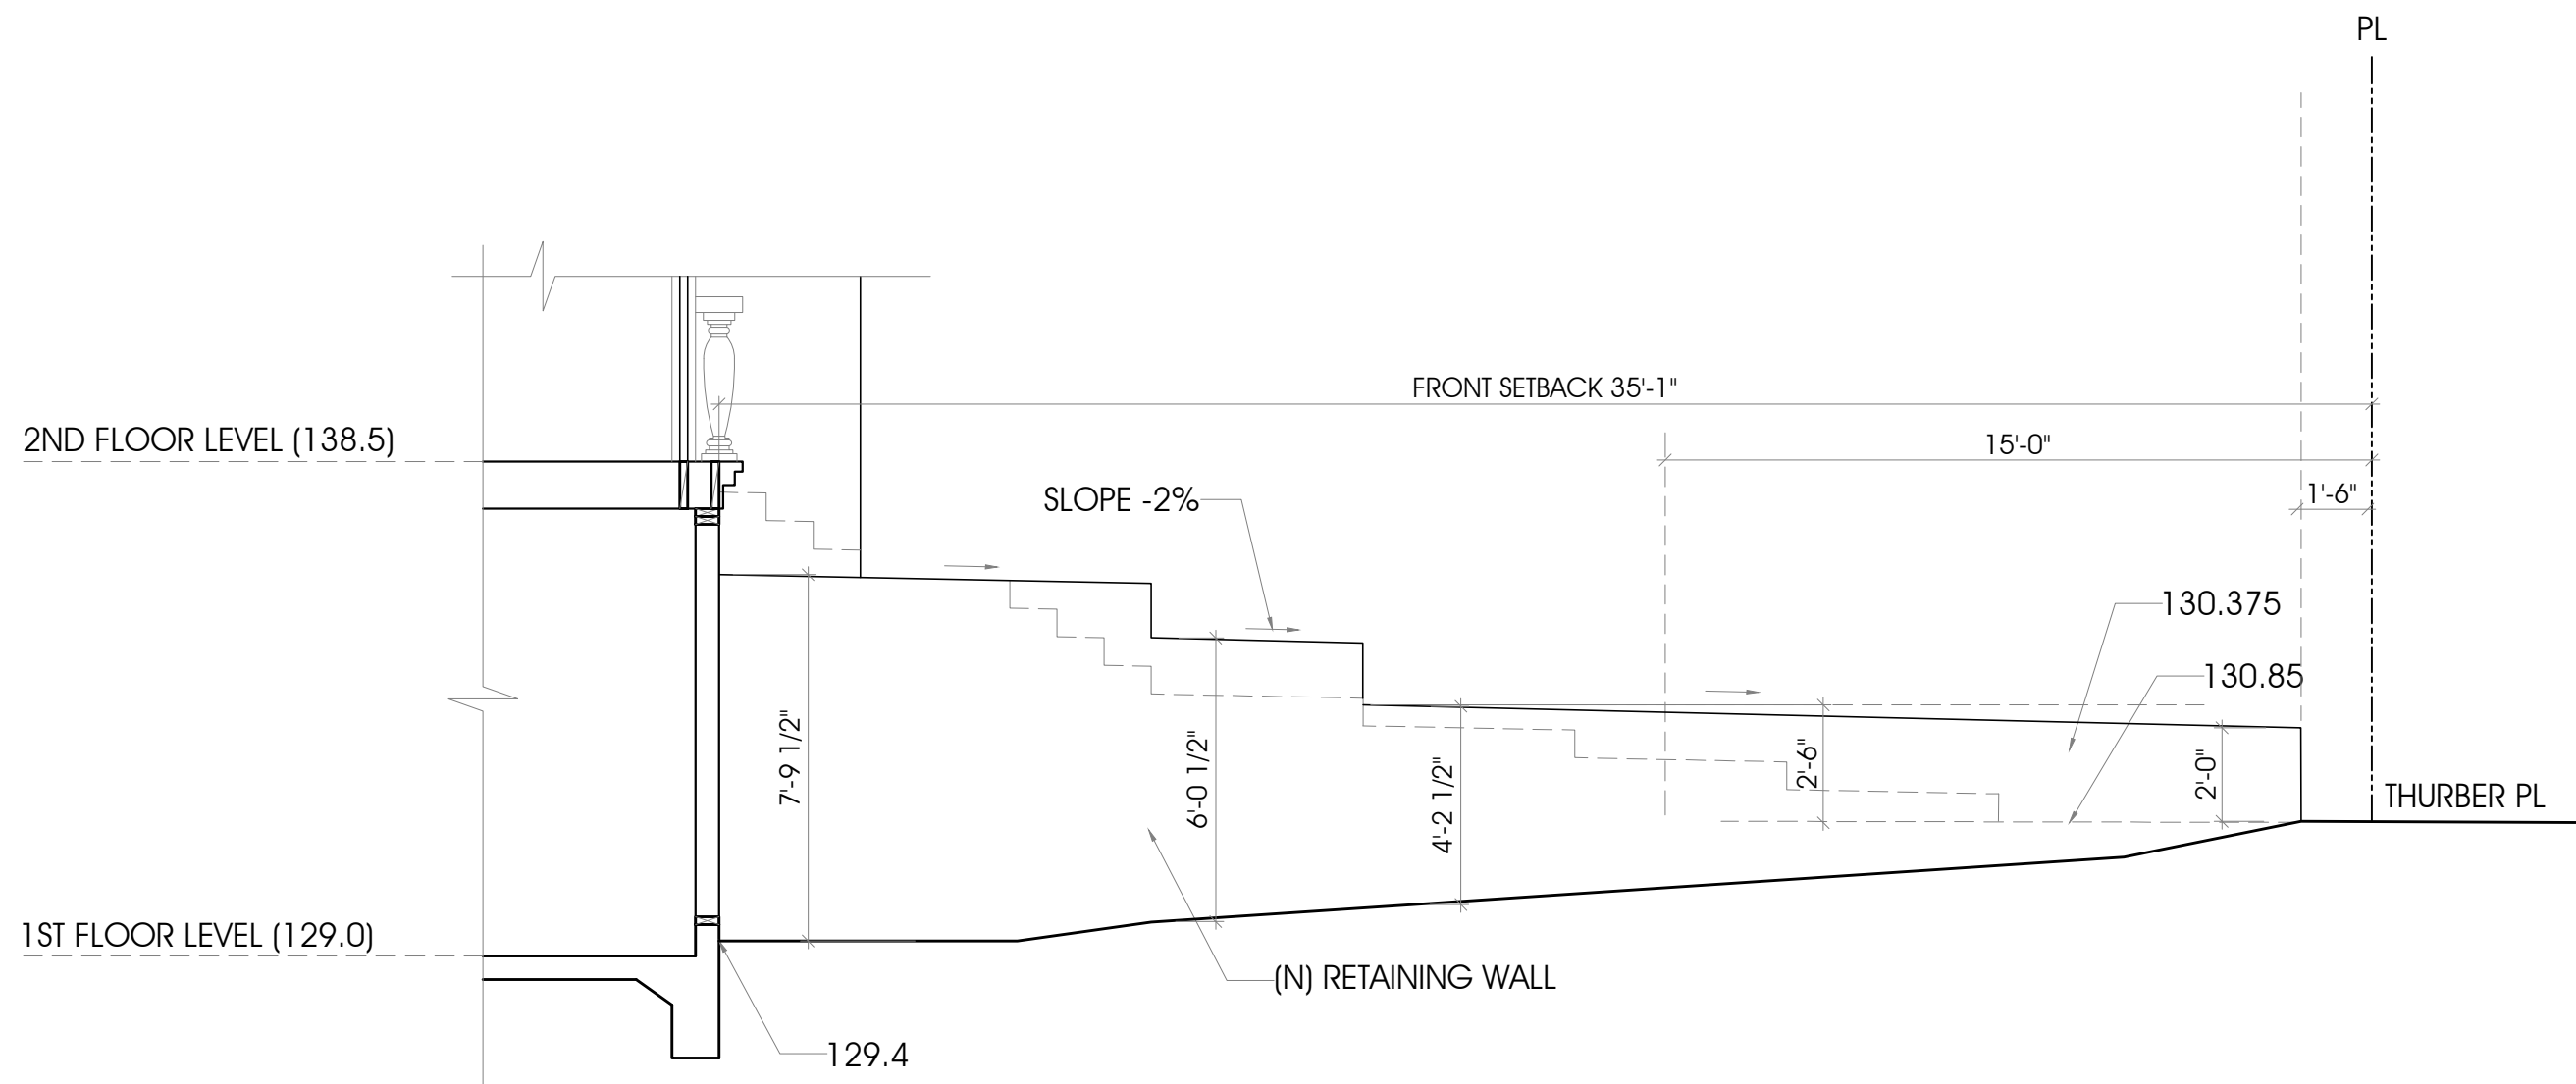 PL
FRONT SETBACK 35'-1"
2ND FLOOR LEVEL (138.5)
15'-0"
SLOPE -2%
1'-6"
130.375
130.85
7'-9 1/2"
6'-0 1/2"
4'-2 1/2"
2'-6"
2'-0"
THURBER PL
1ST FLOOR LEVEL (129.0)
(N) RETAINING WALL
129.4